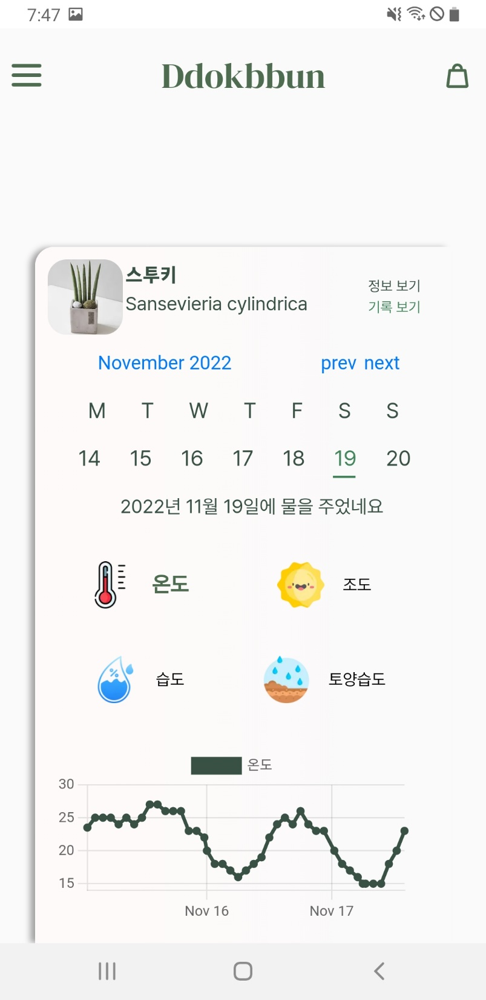 7:47
Ddokbbun
스투키
Sansevieria cylindrica
정보 보기
기록 보기
November 2022 prev next
M T W T F S S
14 15 16 17 18 19 20
2022년 11월 19일에 물을 주었네요
온도 조도
습도 토양습도
온도
30
25
20
15
Nov 16 Nov 17